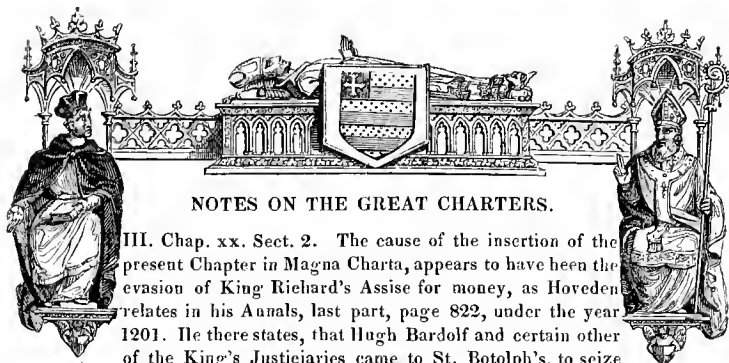 NOTES ON THE GREAT CHARTERS.
III. Chap. xx. Sect. 2. The cause of the insertion of the
present Chapter in Magna Charta, appears to have been the
evasion of King Richard's Assise for money, as Hoveden
relates in his Annals, last part, page 822, under the year
1201. He there states, that Hugh Bardolf and certain other
of the King's Justiciaries came to St. Botolph's, to seize